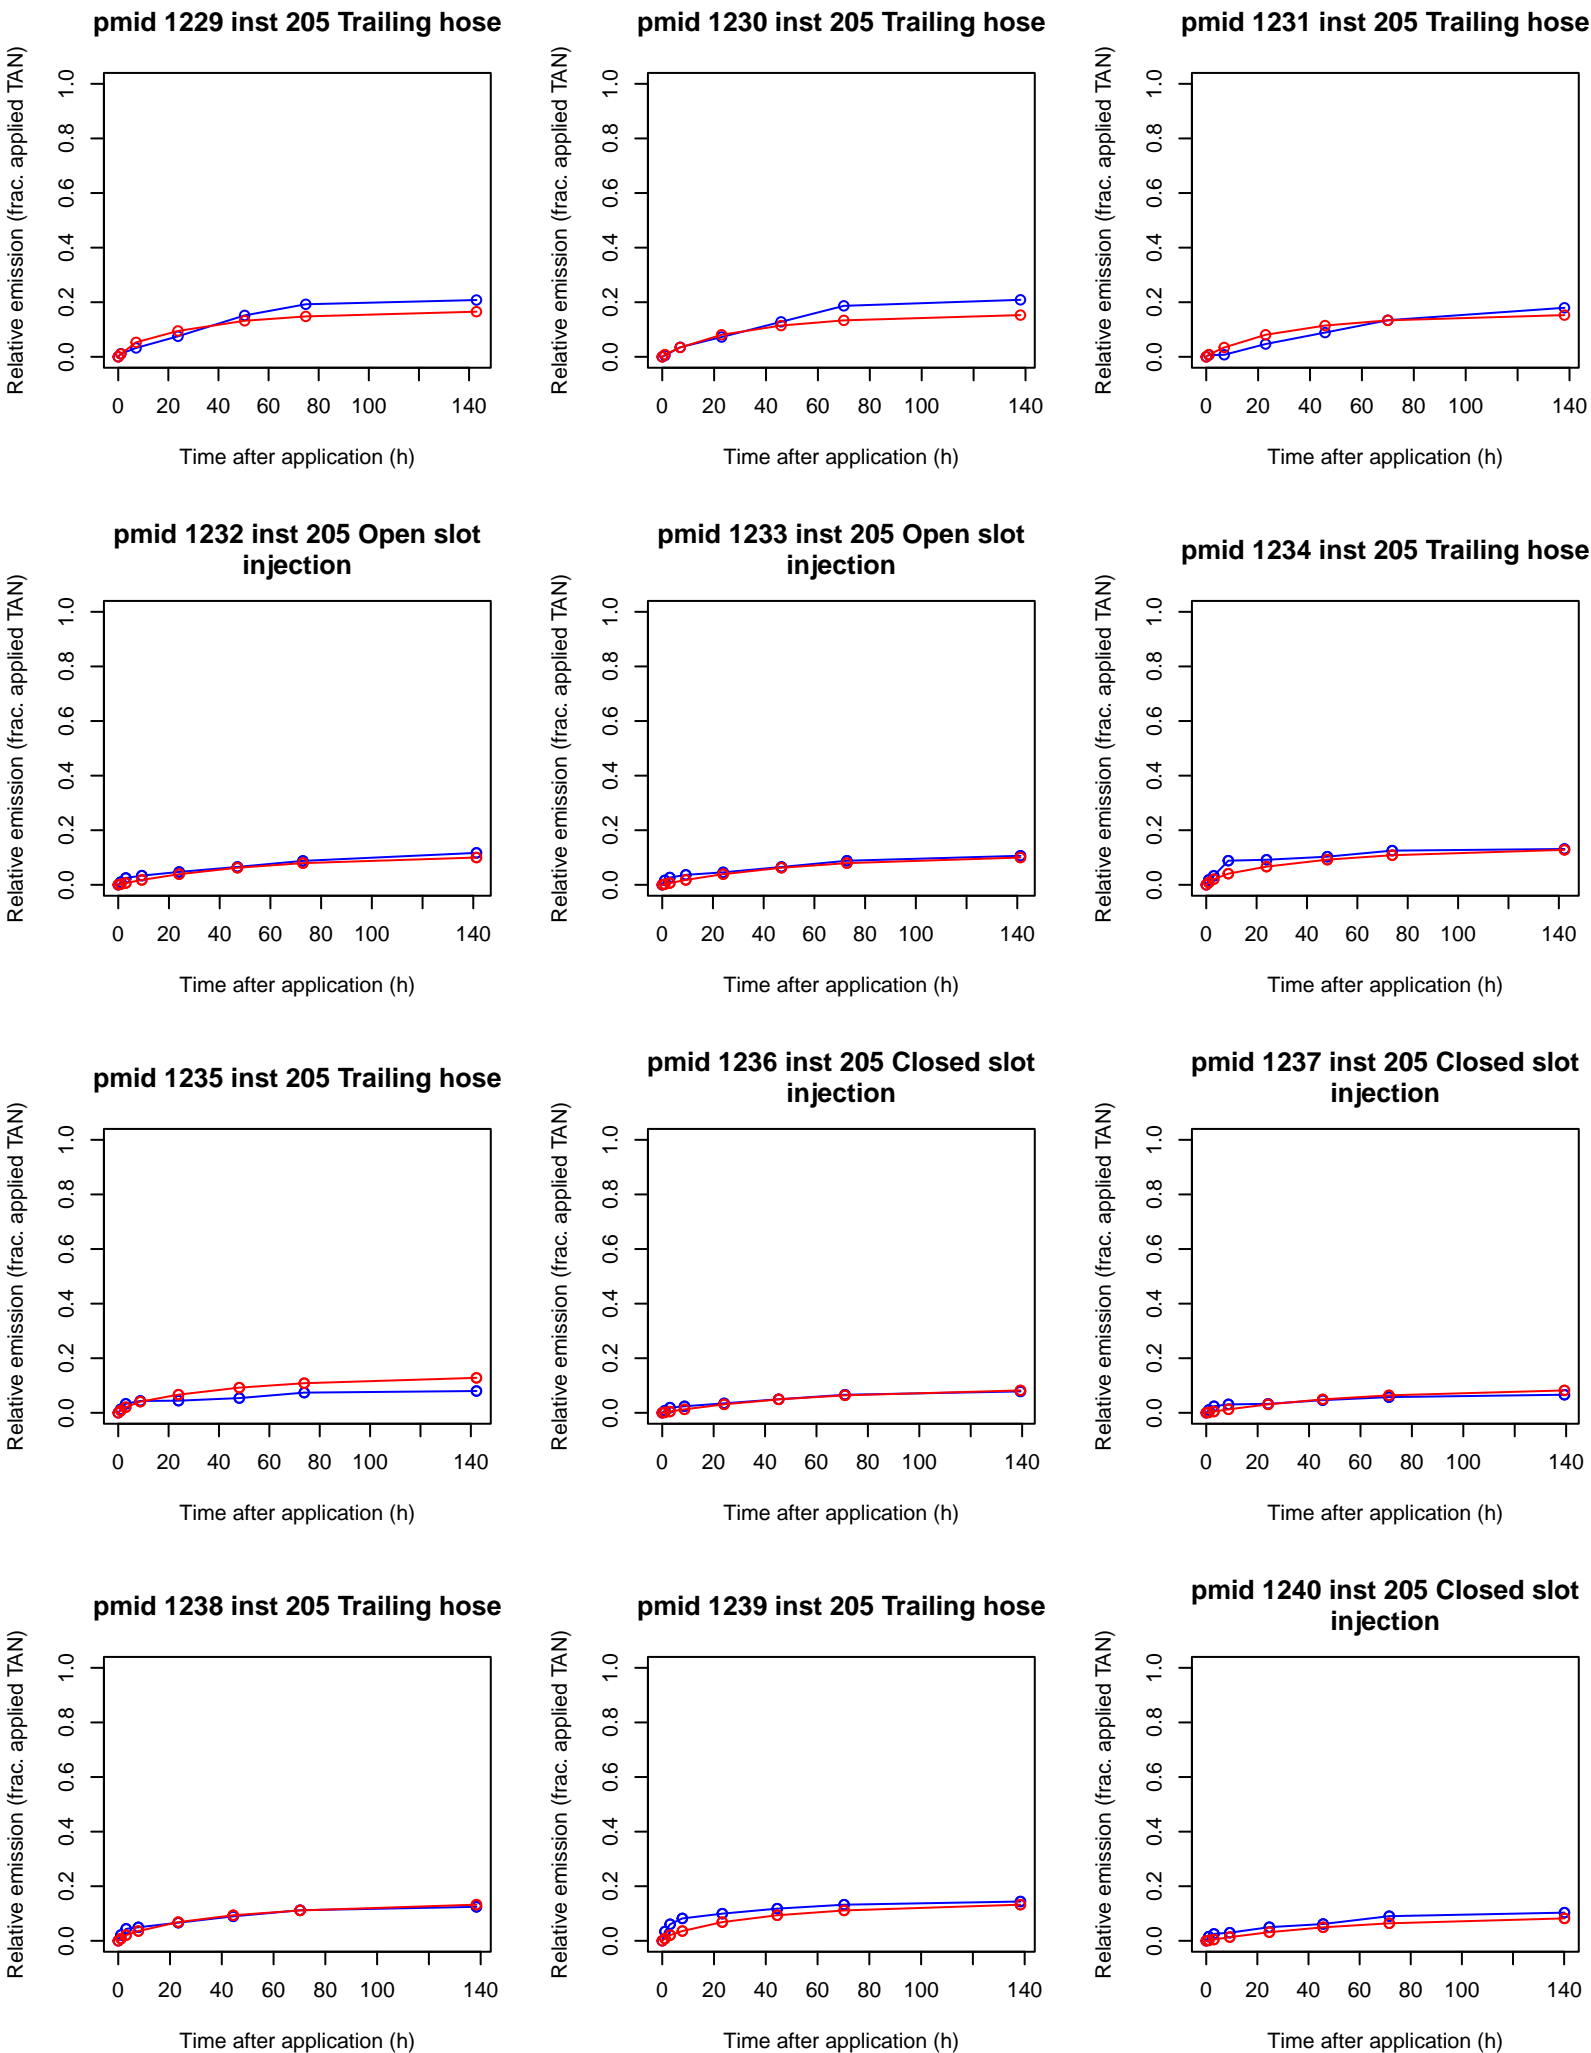 pmid 1229 inst 205 Trailing hose
Relative emission (frac. applied TAN)
1.0
0.8
0.6
0.4
0.2
0.0
0 20 40 60 80 100 140
Time after application (h)
pmid 1230 inst 205 Trailing hose
Relative emission (frac. applied TAN)
1.0
0.8
0.6
0.4
0.2
0.0
0 20 40 60 80 100 140
Time after application (h)
pmid 1231 inst 205 Trailing hose
Relative emission (frac. applied TAN)
1.0
0.8
0.6
0.4
0.2
0.0
0 20 40 60 80 100 140
Time after application (h)
pmid 1232 inst 205 Open slot
injection
Relative emission (frac. applied TAN)
1.0
0.8
0.6
0.4
0.2
0.0
0 20 40 60 80 100 140
Time after application (h)
pmid 1233 inst 205 Open slot
injection
Relative emission (frac. applied TAN)
1.0
0.8
0.6
0.4
0.2
0.0
0 20 40 60 80 100 140
Time after application (h)
pmid 1234 inst 205 Trailing hose
Relative emission (frac. applied TAN)
1.0
0.8
0.6
0.4
0.2
0.0
0 20 40 60 80 100 140
Time after application (h)
pmid 1235 inst 205 Trailing hose
Relative emission (frac. applied TAN)
1.0
0.8
0.6
0.4
0.2
0.0
0 20 40 60 80 100 140
Time after application (h)
pmid 1236 inst 205 Closed slot
injection
Relative emission (frac. applied TAN)
1.0
0.8
0.6
0.4
0.2
0.0
0 20 40 60 80 100 140
Time after application (h)
pmid 1237 inst 205 Closed slot
injection
Relative emission (frac. applied TAN)
1.0
0.8
0.6
0.4
0.2
0.0
0 20 40 60 80 100 140
Time after application (h)
pmid 1238 inst 205 Trailing hose
Relative emission (frac. applied TAN)
1.0
0.8
0.6
0.4
0.2
0.0
0 20 40 60 80 100 140
Time after application (h)
pmid 1239 inst 205 Trailing hose
Relative emission (frac. applied TAN)
1.0
0.8
0.6
0.4
0.2
0.0
0 20 40 60 80 100 140
Time after application (h)
pmid 1240 inst 205 Closed slot
injection
Relative emission (frac. applied TAN)
1.0
0.8
0.6
0.4
0.2
0.0
0 20 40 60 80 100 140
Time after application (h)